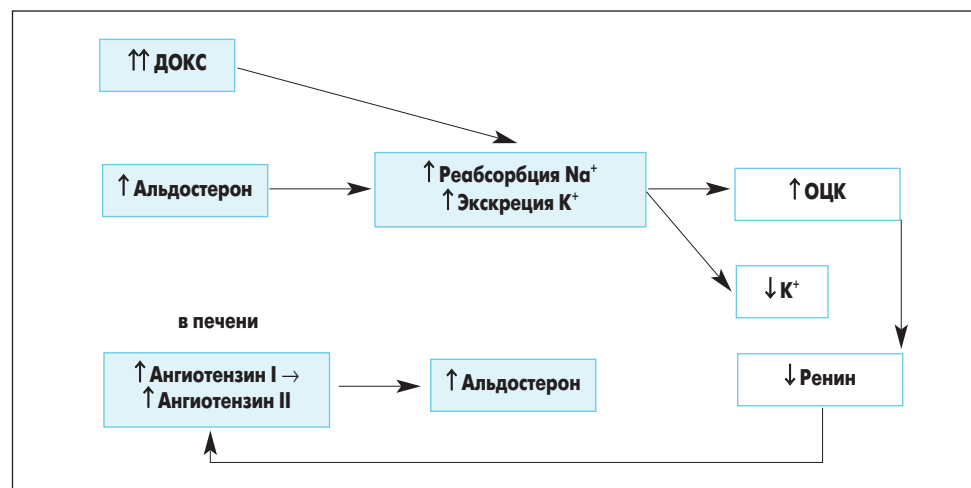 ↑↑ ДОКС
↑ Альдостерон
↑ Реабсорбция Na⁺
↑ Экскреция K⁺
↑ ОЦК
↓ K⁺
в печени
↑ Ангиотензин I →
↑ Ангиотензин II
↑ Альдостерон
↓ Ренин